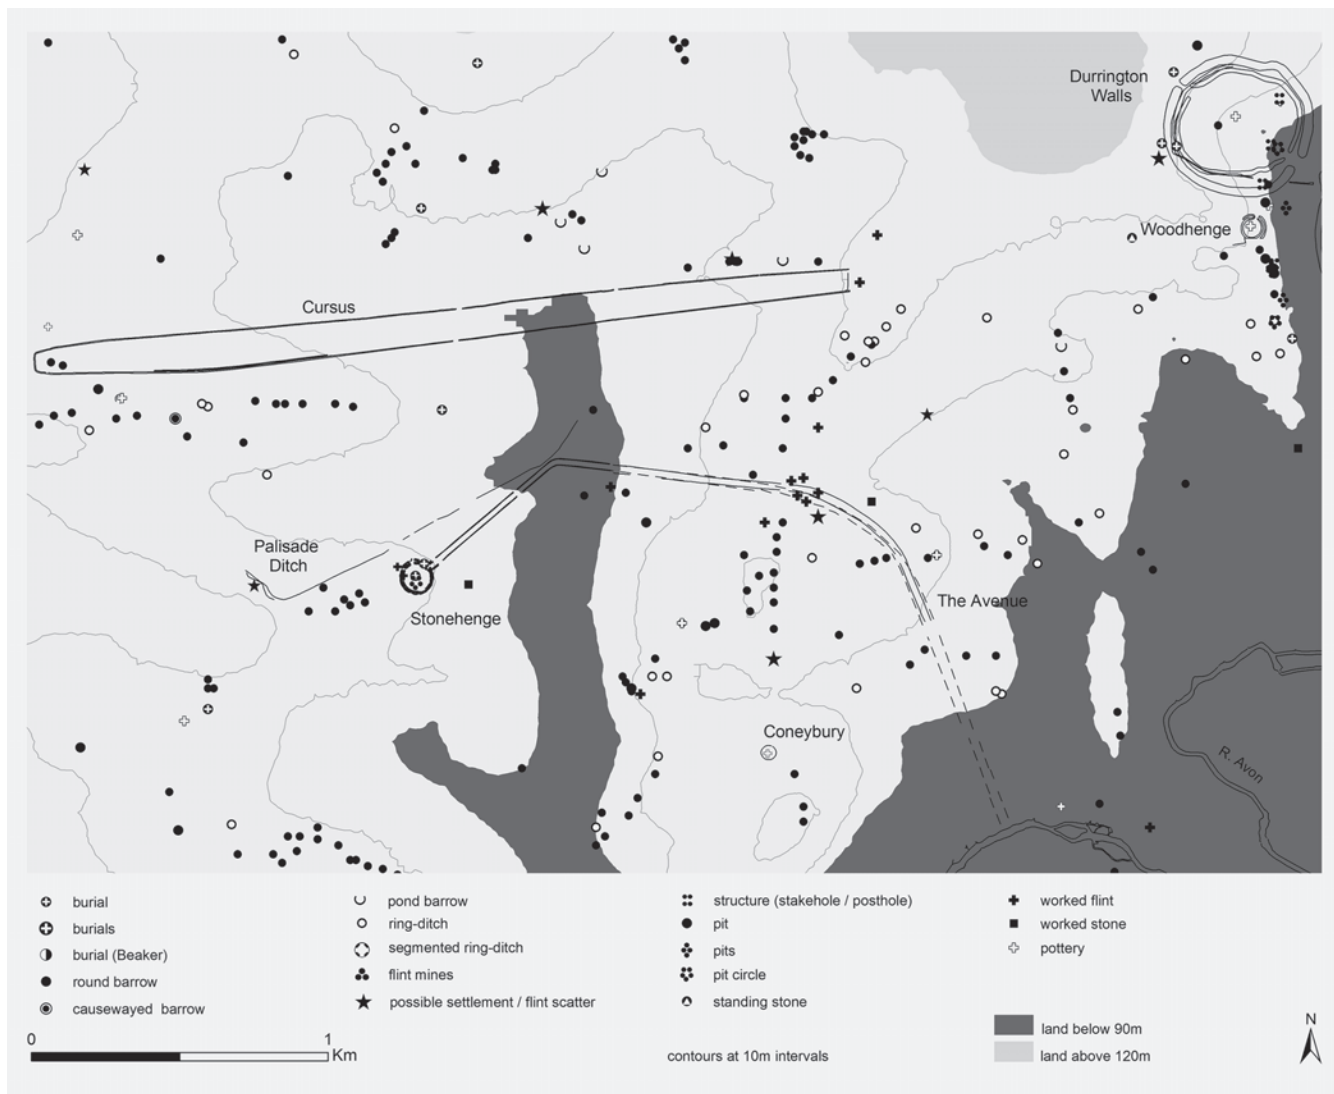 Durrington
Walls
Woodhenge
Cursus
Palisade
Ditch
Stonehenge
The Avenue
Coneybury
R. Avon
burial
burials
burial (Beaker)
round barrow
causewayed barrow
pond barrow
ring-ditch
segmented ring-ditch
flint mines
possible settlement / flint scatter
structure (stakehole / posthole)
pit
pits
pit circle
standing stone
worked flint
worked stone
pottery
0 1
Km
contours at 10m intervals
land below 90m
land above 120m
N